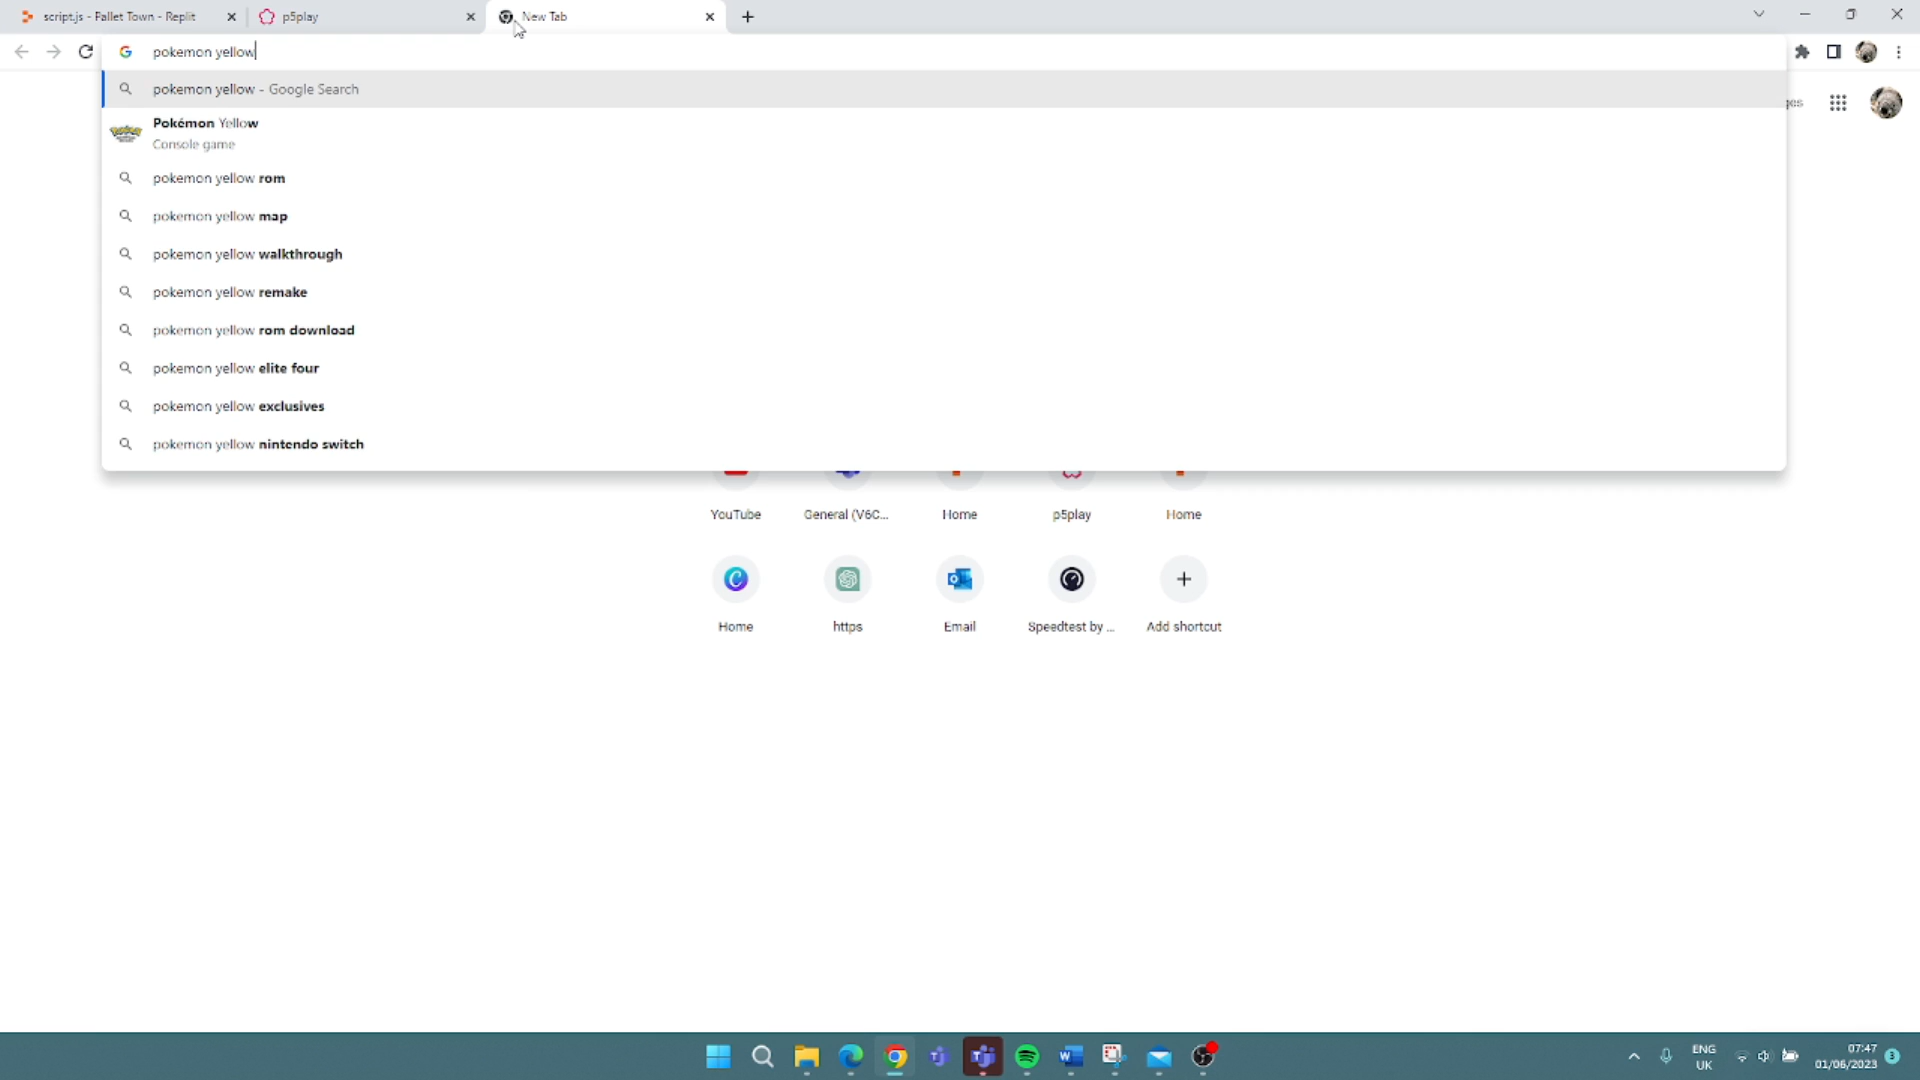 script.js - Pallet Town - Replit
p5play
New Tab
pokemon yellow
pokemon yellow - Google Search
Pokémon Yellow
Console game
pokemon yellow rom
pokemon yellow map
pokemon yellow walkthrough
pokemon yellow remake
pokemon yellow rom download
pokemon yellow elite four
pokemon yellow exclusives
pokemon yellow nintendo switch
YouTube
General (V6C...
Home
p5play
Home
Home
https
Email
Speedtest by ...
Add shortcut
ENG
UK
07:47
01/06/2023
3